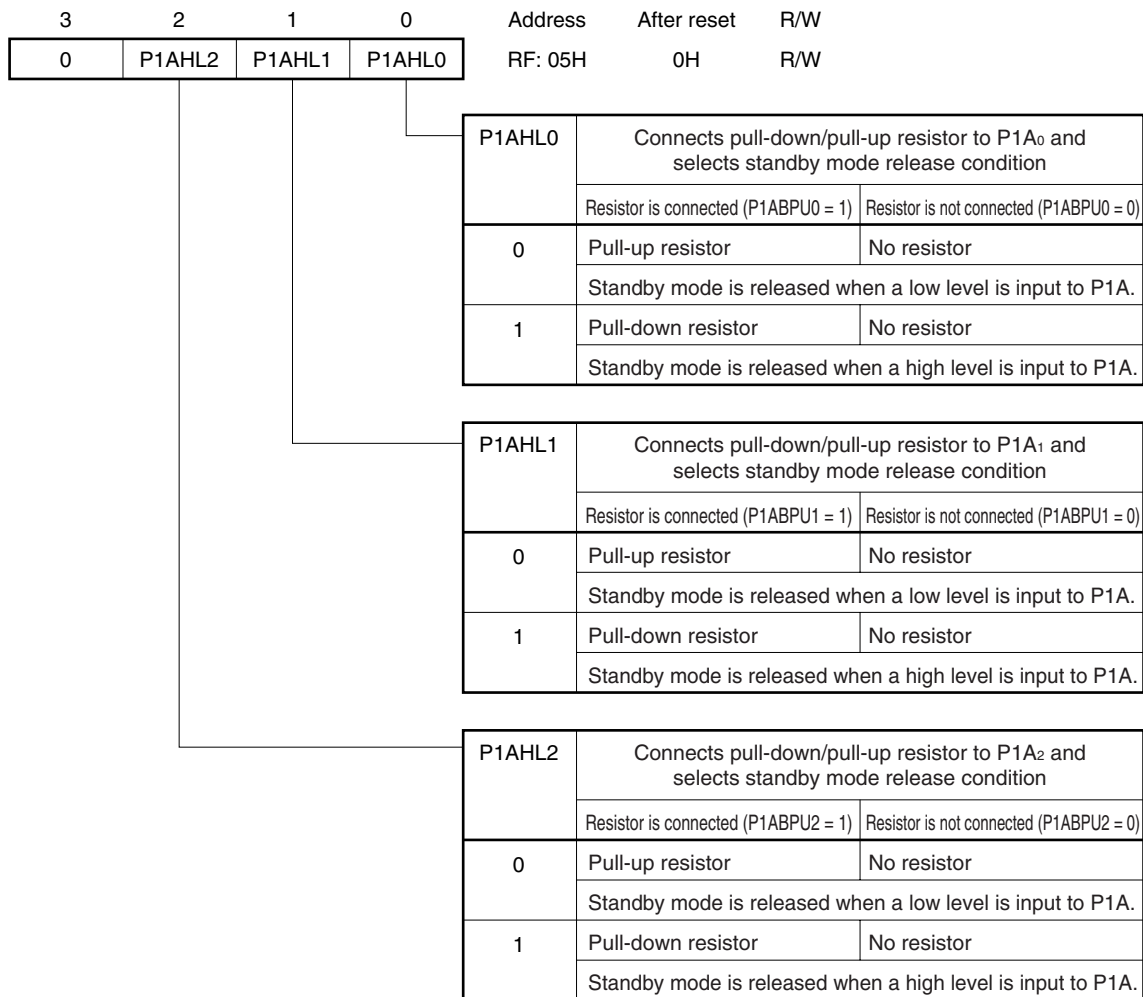 3 2 1 0 Address After reset R/W
0 P1AHL2 P1AHL1 P1AHL0 RF: 05H 0H R/W
P1AHL0 Connects pull-down/pull-up resistor to P1A0 and
selects standby mode release condition
Resistor is connected (P1ABPU0 = 1) Resistor is not connected (P1ABPU0 = 0)
0 Pull-up resistor No resistor
Standby mode is released when a low level is input to P1A.
1 Pull-down resistor No resistor
Standby mode is released when a high level is input to P1A.
P1AHL1 Connects pull-down/pull-up resistor to P1A1 and
selects standby mode release condition
Resistor is connected (P1ABPU1 = 1) Resistor is not connected (P1ABPU1 = 0)
0 Pull-up resistor No resistor
Standby mode is released when a low level is input to P1A.
1 Pull-down resistor No resistor
Standby mode is released when a high level is input to P1A.
P1AHL2 Connects pull-down/pull-up resistor to P1A2 and
selects standby mode release condition
Resistor is connected (P1ABPU2 = 1) Resistor is not connected (P1ABPU2 = 0)
0 Pull-up resistor No resistor
Standby mode is released when a low level is input to P1A.
1 Pull-down resistor No resistor
Standby mode is released when a high level is input to P1A.